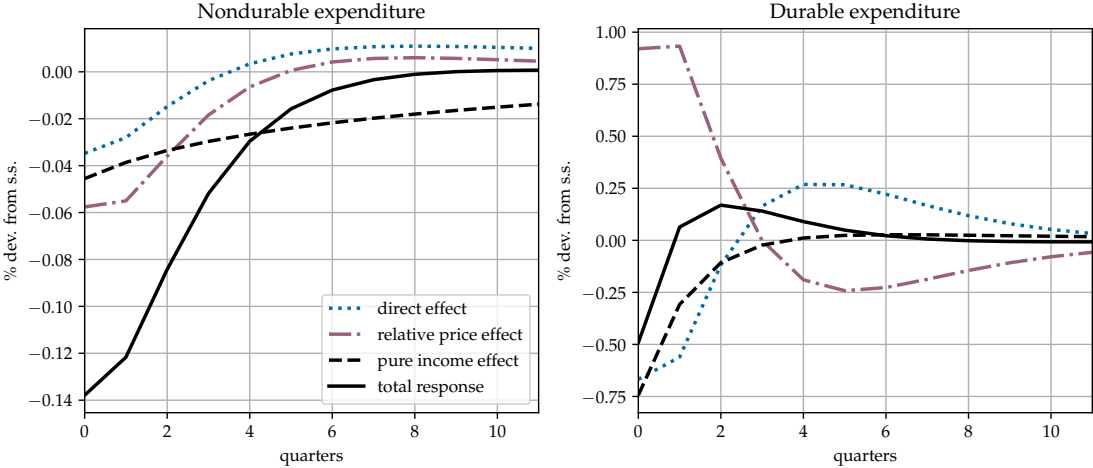 Nondurable expenditure
% dev. from s.s.
0.00
−0.02
−0.04
−0.06
−0.08
−0.10
−0.12
−0.14
direct effect
relative price effect
pure income effect
total response
0 2 4 6 8 10
quarters
Durable expenditure
% dev. from s.s.
1.00
0.75
0.50
0.25
0.00
−0.25
−0.50
−0.75
0 2 4 6 8 10
quarters